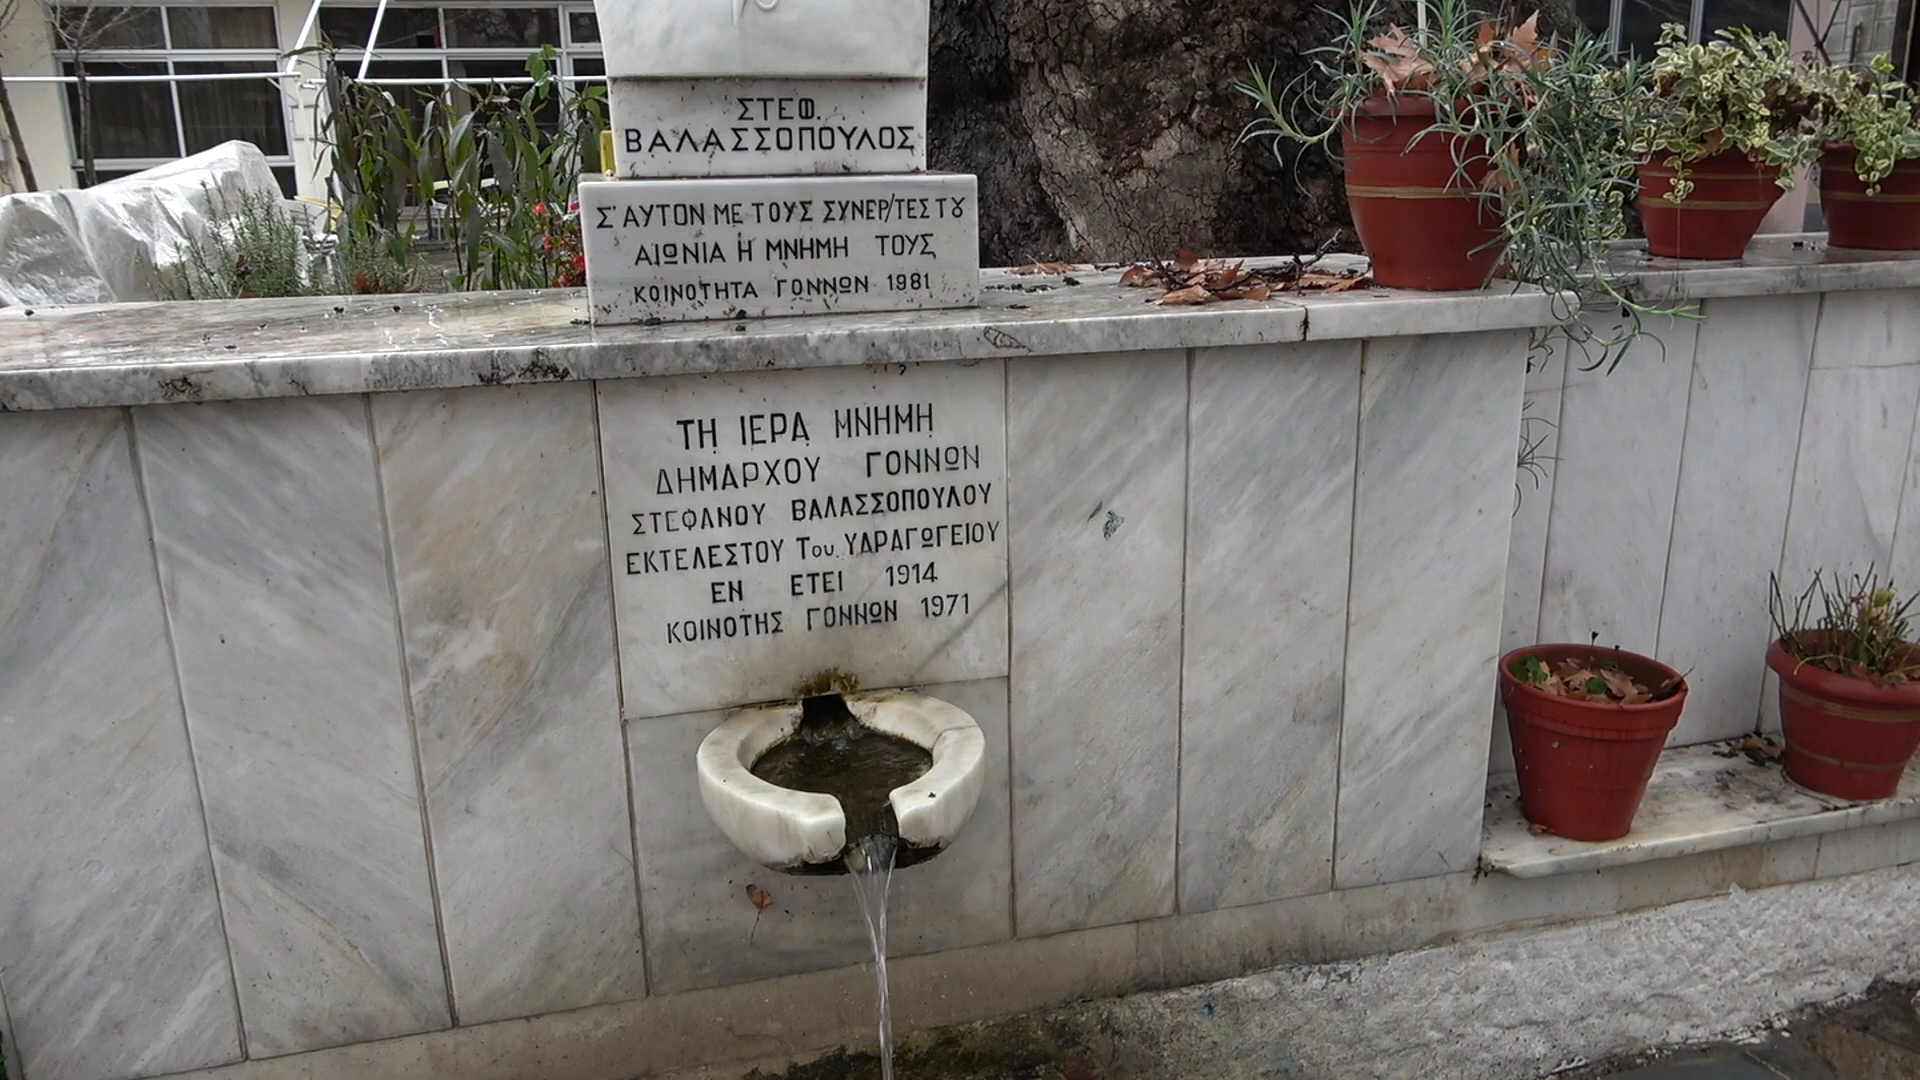 ΣΤΕΦ.
ΒΑΛΑΣΣΟΠΟΥΛΟΣ
Σ'ΑΥΤΟΝ ΜΕ ΤΟΥΣ ΣΥΝΕΡ/ΤΕΣ ΤȢ
ΑΙΩΝΙΑ Η ΜΝΗΜΗ ΤΟΥΣ
ΚΟΙΝΟΤΗΤΑ ΓΟΝΝΩΝ 1981
ΤΗ ΙΕΡΑ ΜΝΗΜΗ
ΔΗΜΑΡΧΟΥ ΓΟΝΝΩΝ
ΣΤΕΦΑΝΟΥ ΒΑΛΑΣΣΟΠΟΥΛΟΥ
ΕΚΤΕΛΕΣΤΟΥ Του ΥΔΡΑΓΩΓΕΙΟΥ
ΕΝ ΕΤΕΙ 1914
ΚΟΙΝΟΤΗΣ ΓΟΝΝΩΝ 1971